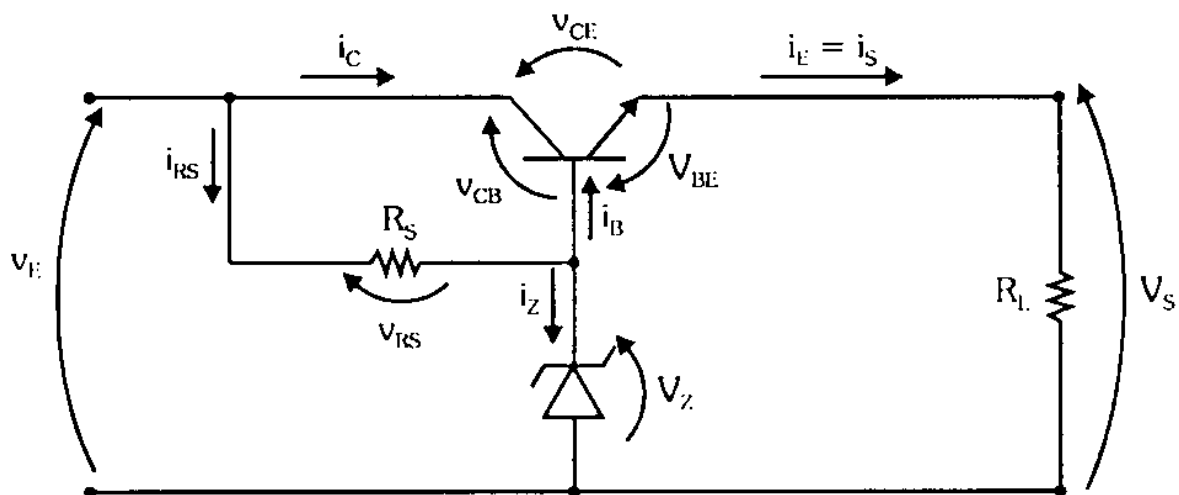 v_CE
i_C
i_E = i_S
i_RS
v_CB
V_BE
i_B
R_S
v_E
i_Z
v_RS
R_L
V_S
V_Z